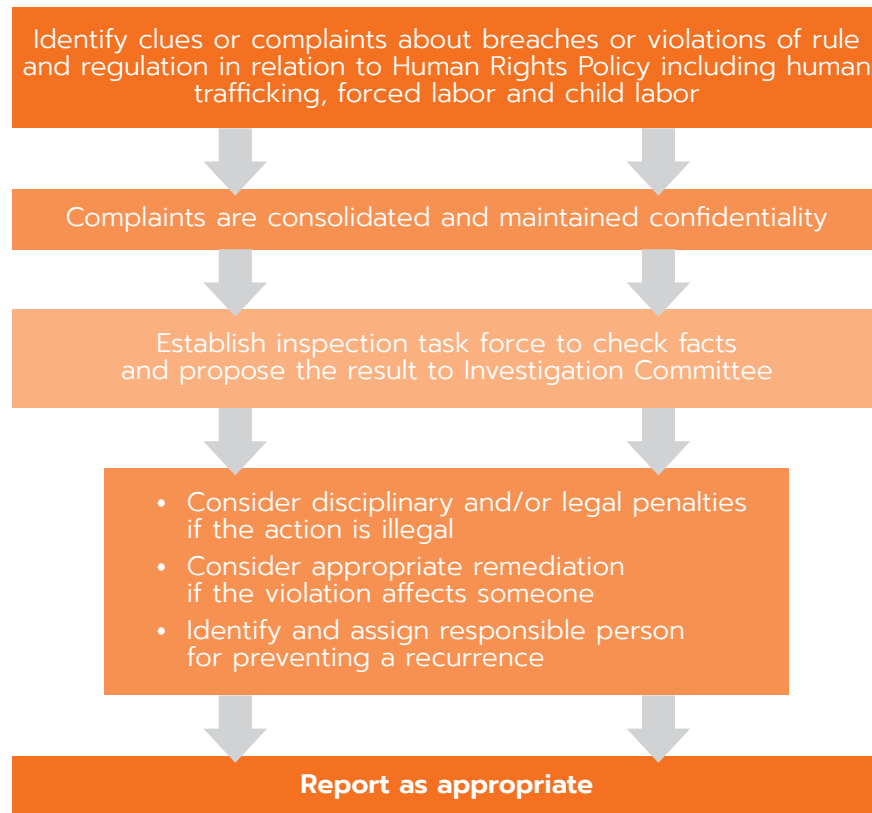 Identify clues or complaints about breaches or violations of rule
and regulation in relation to Human Rights Policy including human
trafficking, forced labor and child labor
Complaints are consolidated and maintained confidentiality
Establish inspection task force to check facts
and propose the result to Investigation Committee
• Consider disciplinary and/or legal penalties
if the action is illegal
• Consider appropriate remediation
if the violation affects someone
• Identify and assign responsible person
for preventing a recurrence
Report as appropriate